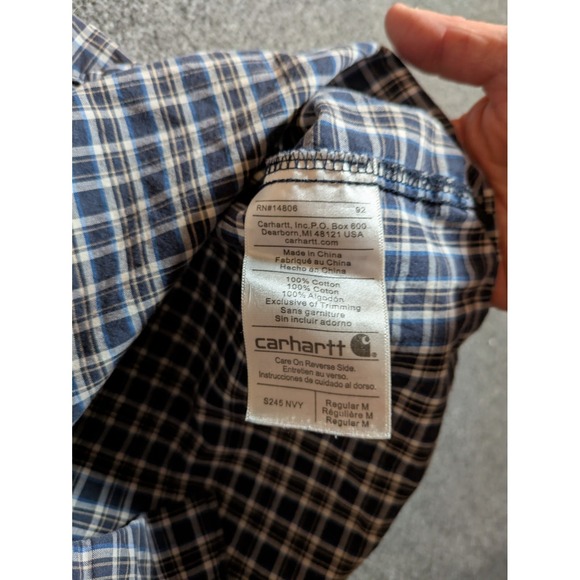 RN#14806 92
Carhartt, Inc.P.O. Box 600
Dearborn,MI 48121 USA
carhartt.com
Made in China
Fabriqué au China
Hecho en China
100% Cotton
100% Coton
100% Algodon
Exclusive of Trimming
Sans garniture
Sin incluir adorno
carhartt
Care On Reverse Side.
Entretien au verso.
Instrucciones de cuidado al dorso.
S245 NVY
Regular M
Régulière M
Regular M